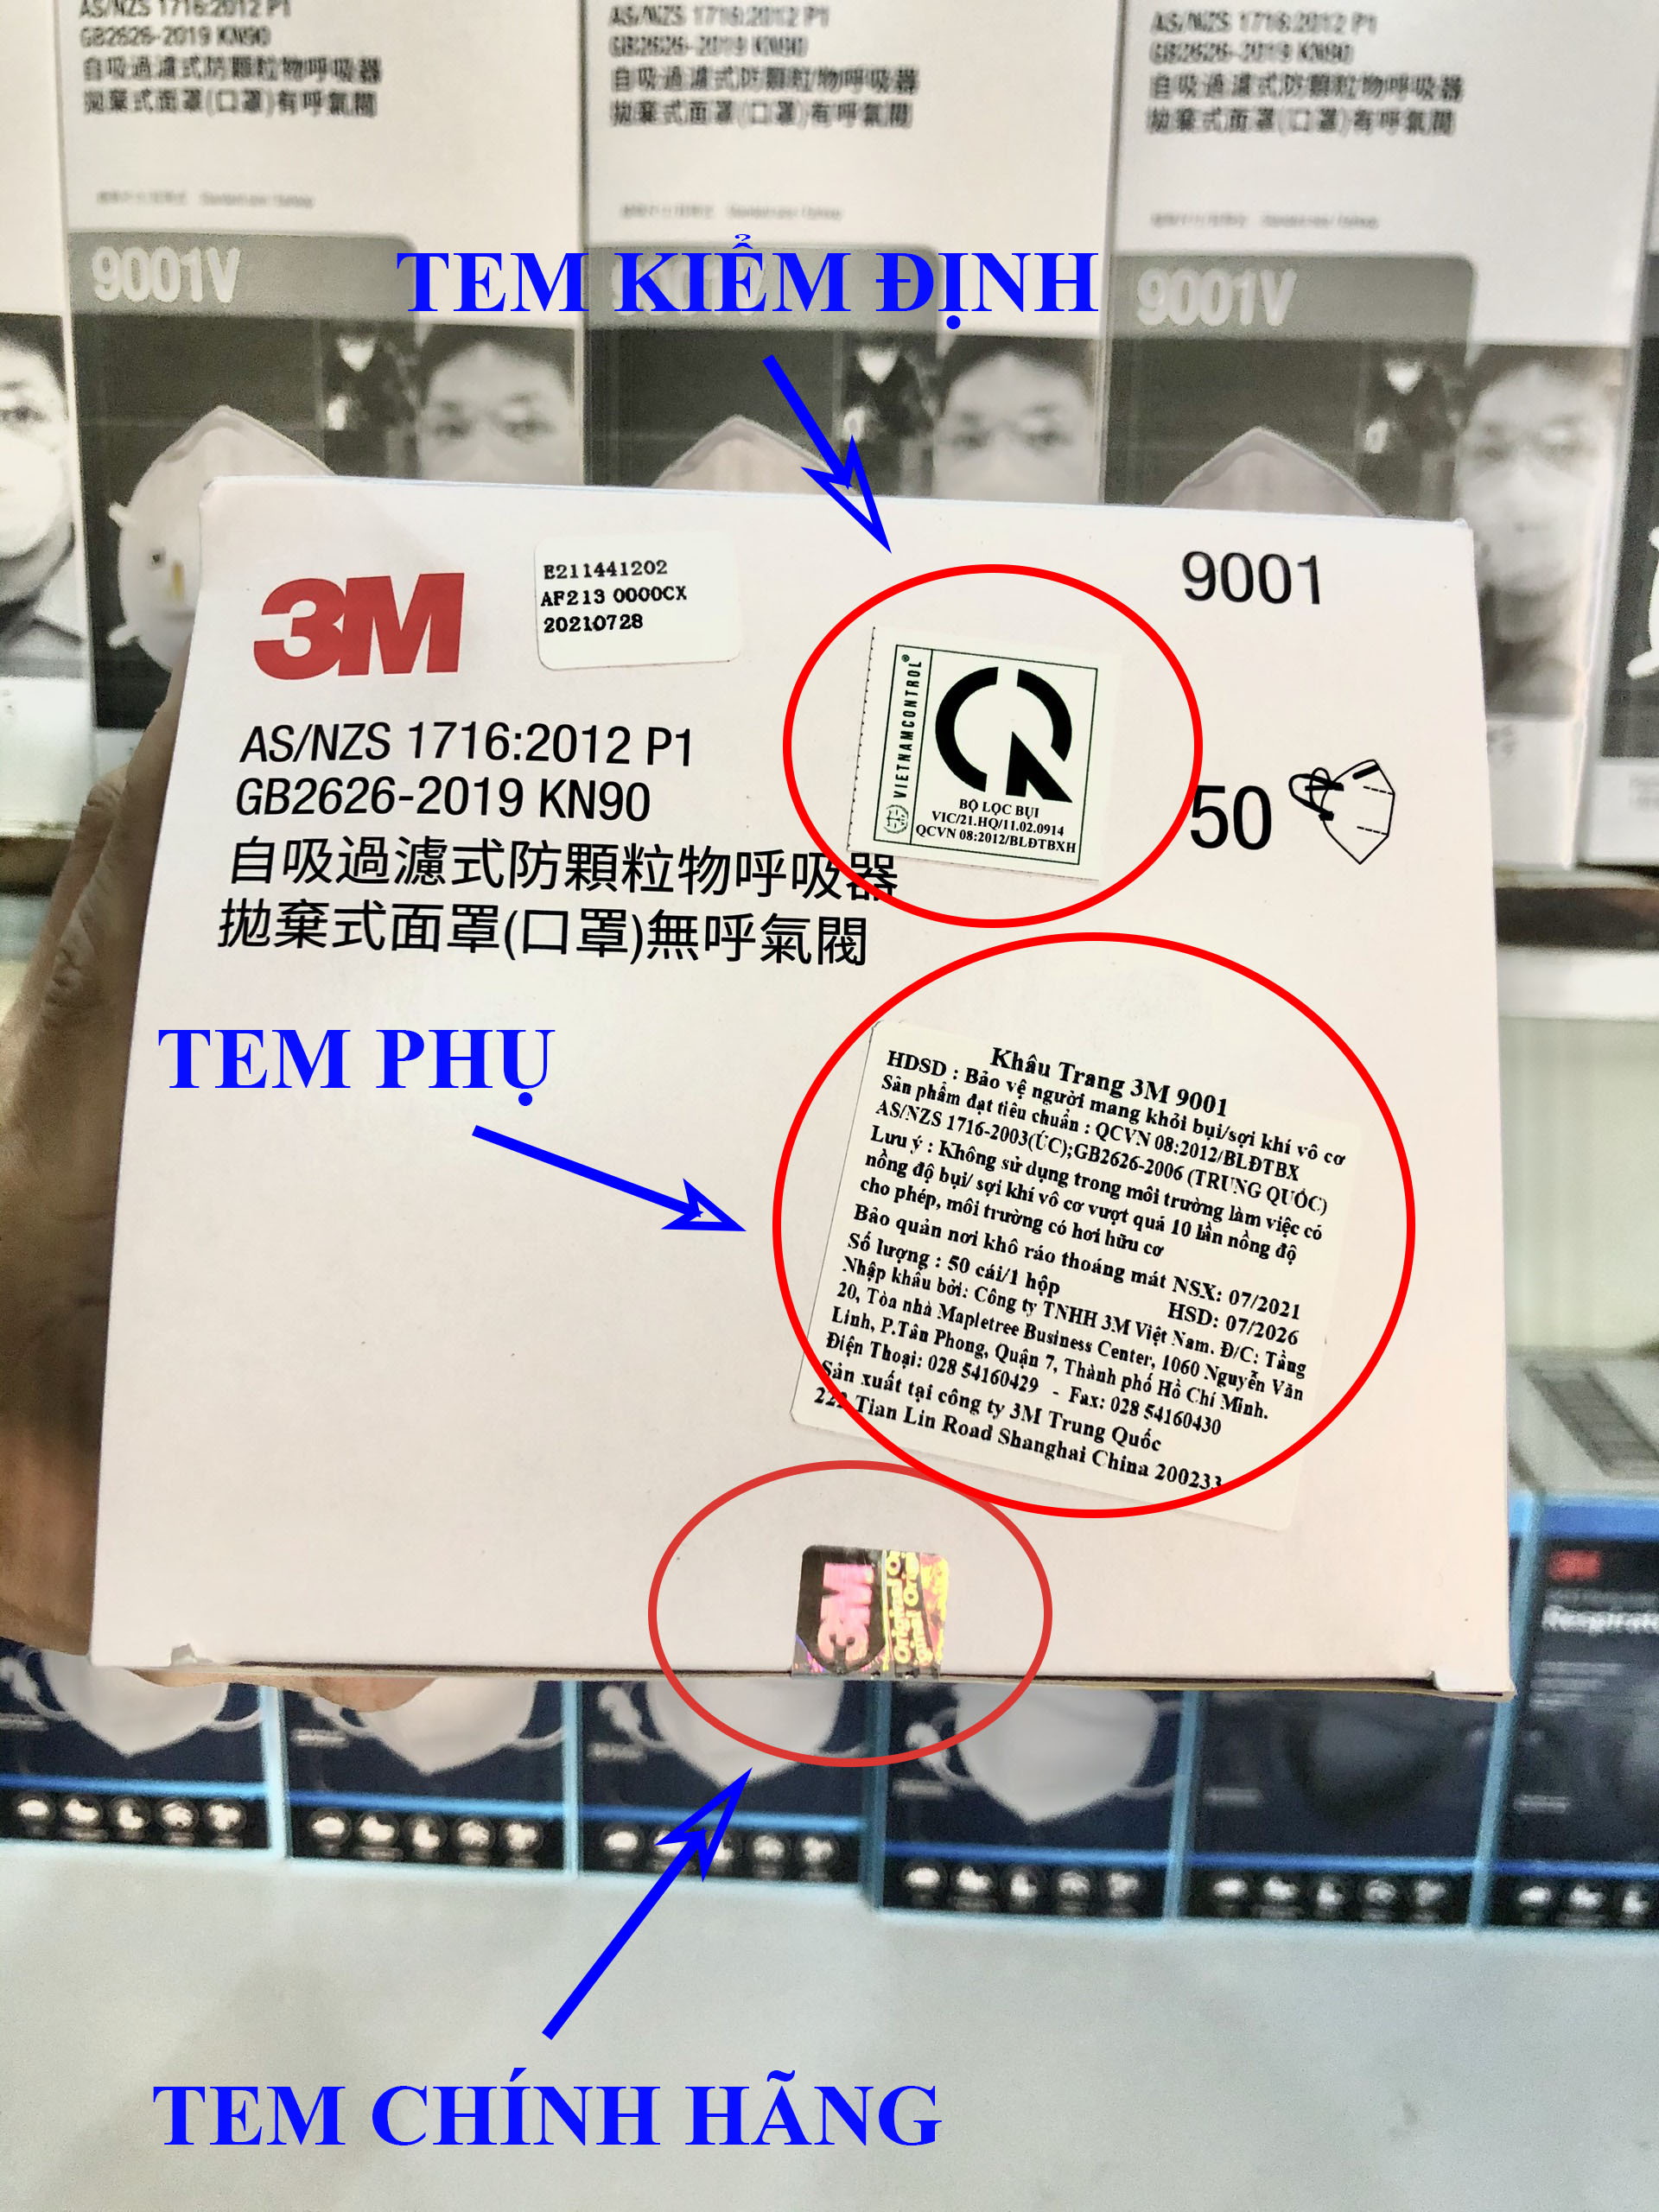 AS/NZS 1716:2012 P1
GB2626-2019 KN90
自吸過濾式防顆粒物呼吸器
拋棄式面罩(口罩)有呼氣閥
AS/NZS 1716:2012 P1
GB2626-2019 KN90
自吸過濾式防顆粒物呼吸器
拋棄式面罩(口罩)有呼氣閥
AS/NZS 1716:2012 P1
GB2626-2019 KN90
自吸過濾式防顆粒物呼吸器
拋棄式面罩(口罩)有呼氣閥
9001V
9001V
9001V
TEM KIỂM ĐỊNH
3M
E211441202
AF213 0000CX
20210728
9001
AS/NZS 1716:2012 P1
GB2626-2019 KN90
自吸過濾式防顆粒物呼吸器
拋棄式面罩(口罩)無呼氣閥
VIETNAMCONTROL®
BỘ LỌC BỤI
VIC/21.HQ/11.02.0914
QCVN 08:2012/BLĐTBXH
50
TEM PHỤ
Khẩu Trang 3M 9001
HDSD : Bảo vệ người mang khỏi bụi/sợi khí vô cơ
Sản phẩm đạt tiêu chuẩn : QCVN 08:2012/BLĐTBX
AS/NZS 1716-2003(ÚC);GB2626-2006 (TRUNG QUỐC)
Lưu ý : Không sử dụng trong môi trường làm việc có
nồng độ bụi/ sợi khí vô cơ vượt quá 10 lần nồng độ
cho phép, môi trường có hơi hữu cơ
Bảo quản nơi khô ráo thoáng mát NSX: 07/2021
Số lượng : 50 cái/1 hộp HSD: 07/2026
Nhập khẩu bởi: Công ty TNHH 3M Việt Nam. Đ/C: Tầng
20, Tòa nhà Mapletree Business Center, 1060 Nguyễn Văn
Linh, P.Tân Phong, Quận 7, Thành phố Hồ Chí Minh.
Điện Thoại: 028 54160429 - Fax: 028 54160430
Sản xuất tại công ty 3M Trung Quốc
222 Tian Lin Road Shanghai China 200233
3M
Original
3M
TEM CHÍNH HÃNG